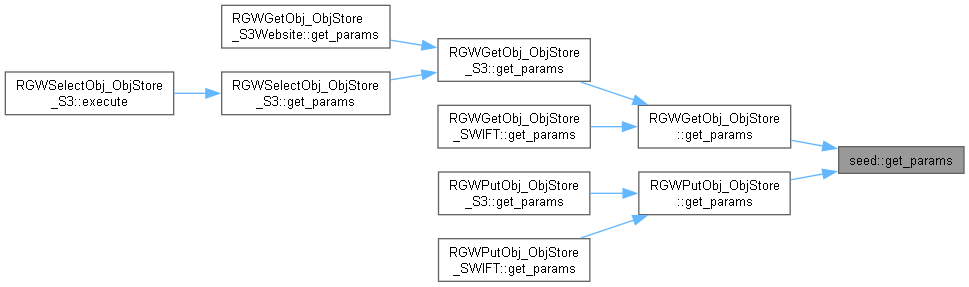 RGWGetObj_ObjStore
_S3Website::get_params
RGWGetObj_ObjStore
_S3::get_params
RGWSelectObj_ObjStore
_S3::execute
RGWSelectObj_ObjStore
_S3::get_params
RGWGetObj_ObjStore
_SWIFT::get_params
RGWGetObj_ObjStore
::get_params
seed::get_params
RGWPutObj_ObjStore
_S3::get_params
RGWPutObj_ObjStore
::get_params
RGWPutObj_ObjStore
_SWIFT::get_params